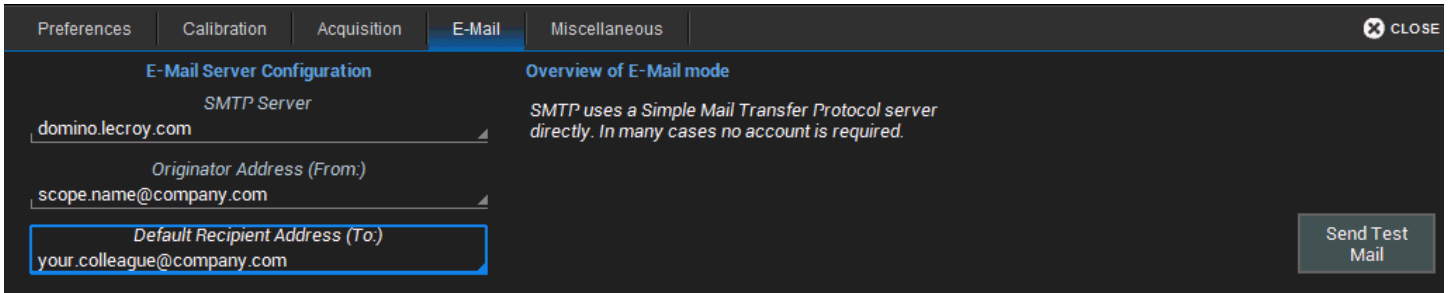 Preferences
Calibration
Acquisition
E-Mail
Miscellaneous
CLOSE
E-Mail Server Configuration
SMTP Server
domino.lecroy.com
Originator Address (From:)
scope.name@company.com
Default Recipient Address (To:)
your.colleague@company.com
Overview of E-Mail mode
SMTP uses a Simple Mail Transfer Protocol server
directly. In many cases no account is required.
Send Test
Mail